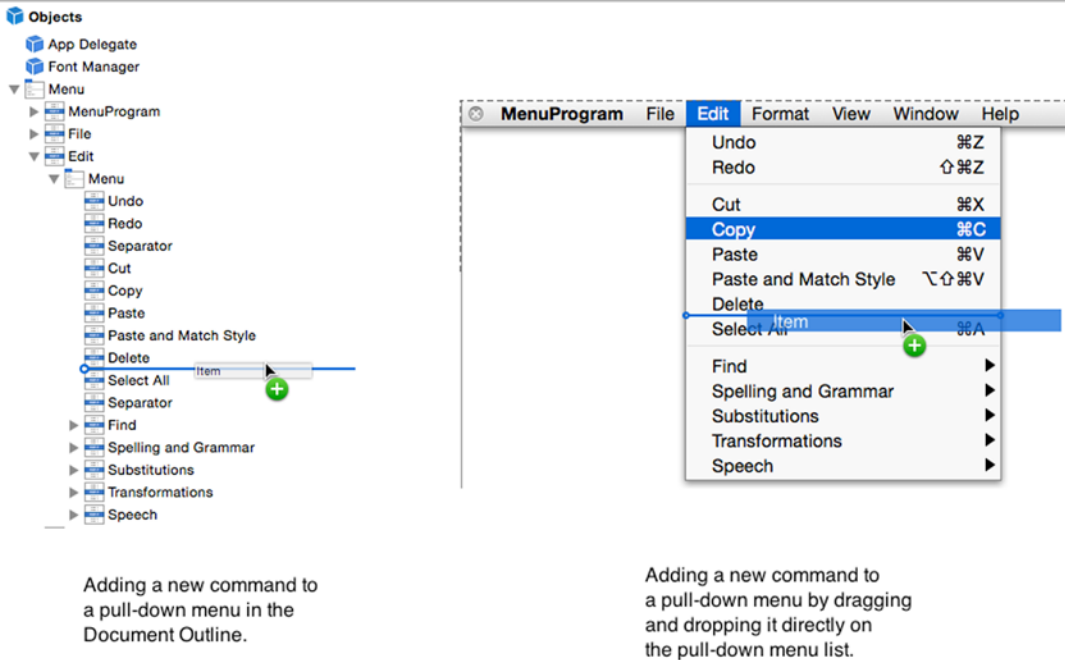 Objects
App Delegate
Font Manager
Menu
MenuProgram
File
Edit
Menu
Undo
Redo
Separator
Cut
Copy
Paste
Paste and Match Style
Delete
Item
Select All
Separator
Find
Spelling and Grammar
Substitutions
Transformations
Speech
Adding a new command to
a pull-down menu in the
Document Outline.
MenuProgram File Edit Format View Window Help
Undo ⌘Z
Redo ⇧⌘Z
Cut ⌘X
Copy ⌘C
Paste ⌘V
Paste and Match Style ⌥⇧⌘V
Delete
Item
Select All ⌘A
Find
Spelling and Grammar
Substitutions
Transformations
Speech
Adding a new command to
a pull-down menu by dragging
and dropping it directly on
the pull-down menu list.